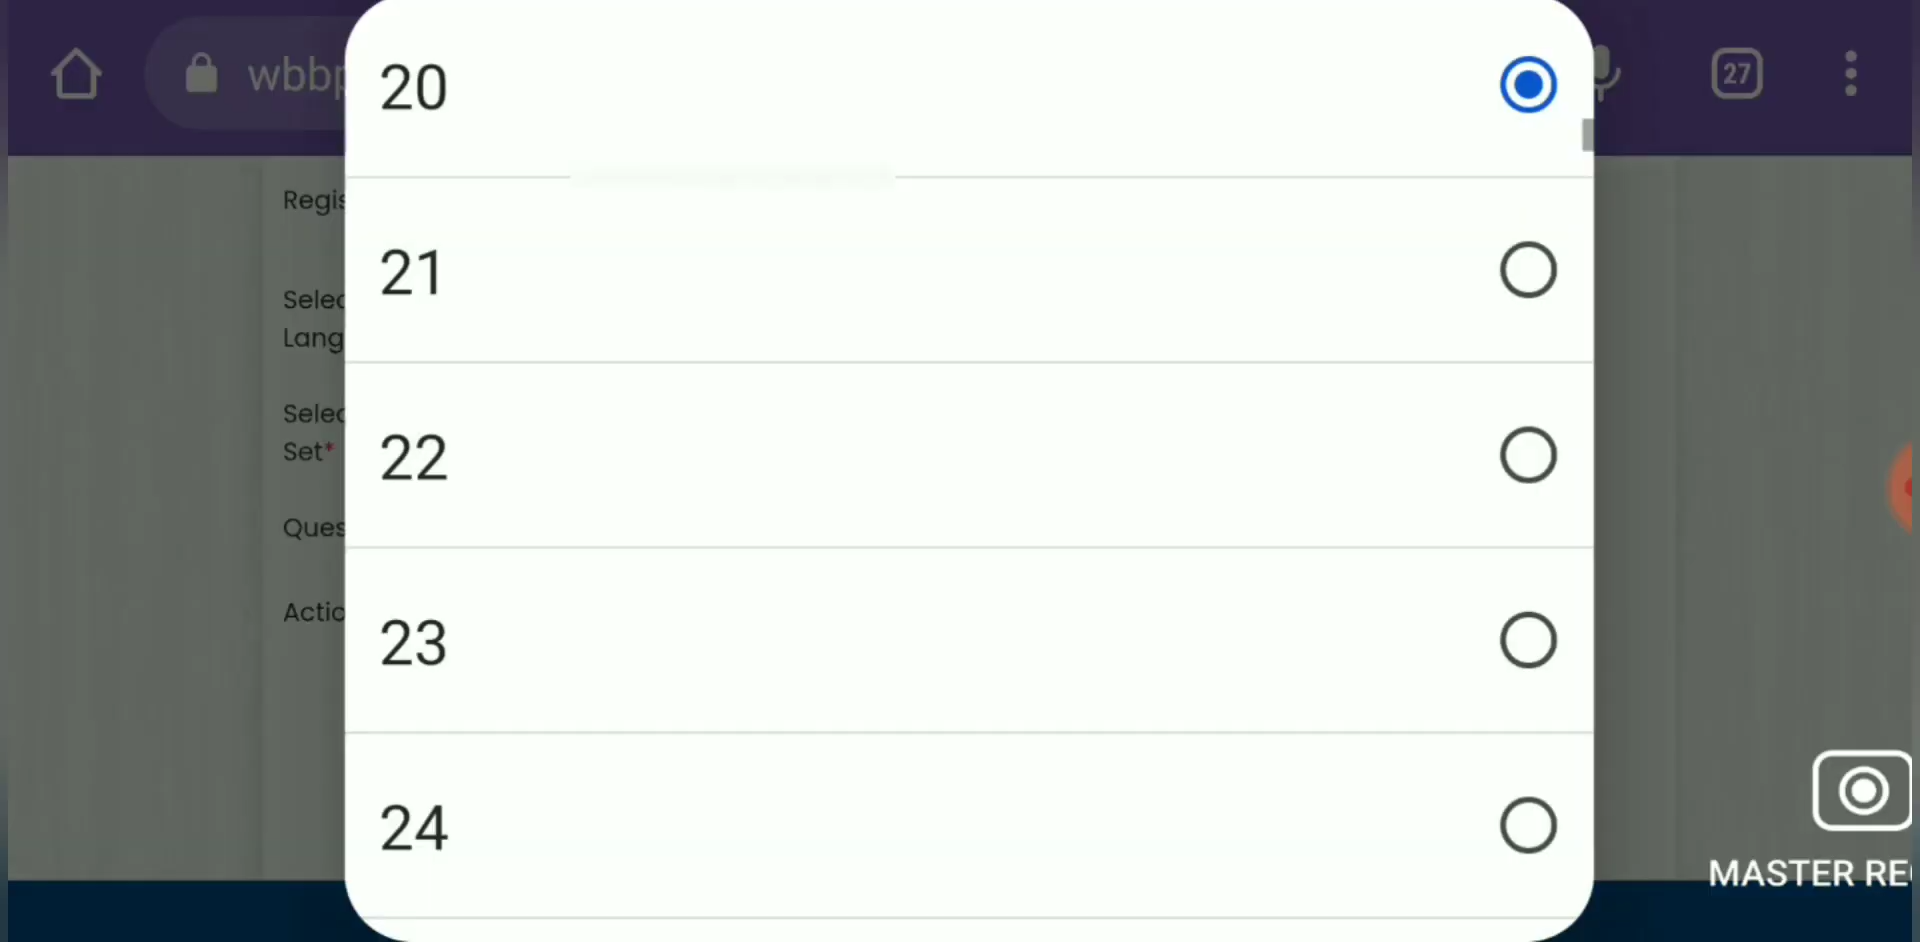 wbbp
27
20
Regis
21
Selec
Lang
Selec
Set*
22
Ques
23
Actio
24
MASTER RE